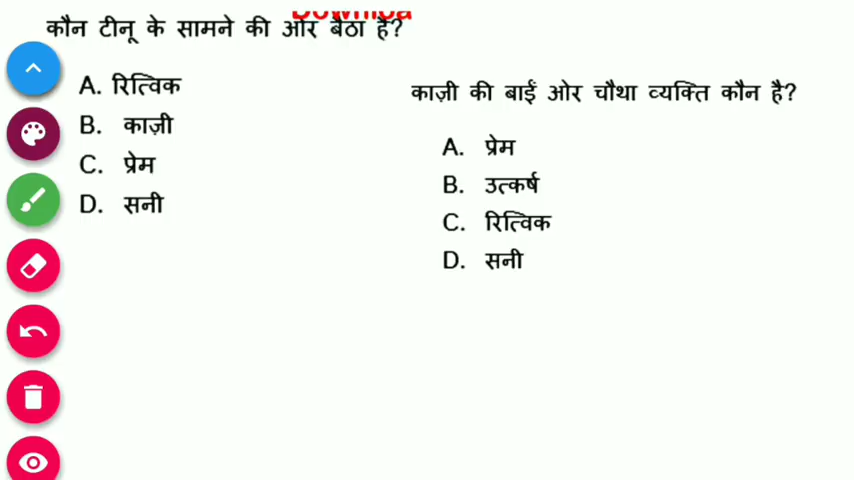 कौन टीनू के सामने की ओर बैठा है?
A. रित्विक
B. काज़ी
C. प्रेम
D. सनी
काज़ी की बाईं ओर चौथा व्यक्ति कौन है?
A. प्रेम
B. उत्कर्ष
C. रित्विक
D. सनी